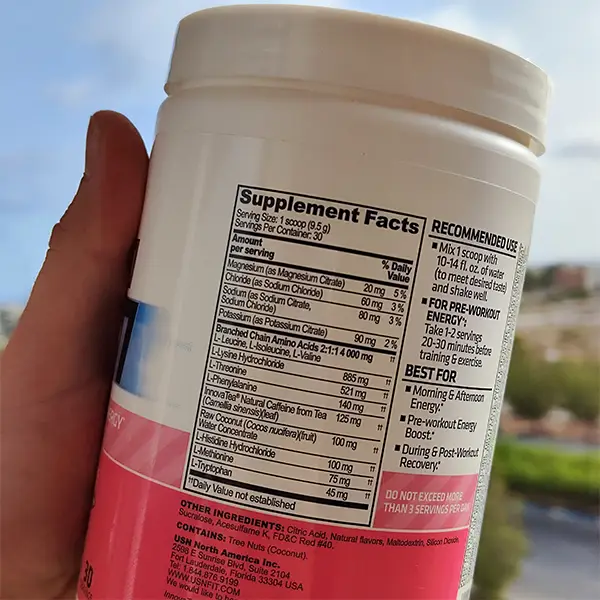 Supplement Facts
Serving Size: 1 scoop (9.5 g)
Servings Per Container: 30
Amount per serving % Daily Value
Magnesium (as Magnesium Citrate) 20 mg 5 %
Chloride (as Sodium Chloride) 60 mg 3 %
Sodium (as Sodium Citrate,
Sodium Chloride) 80 mg 3 %
Potassium (as Potassium Citrate) 90 mg 2 %
Branched Chain Amino Acids 2:1:1 4 000 mg
L-Leucine, L-Isoleucine, L-Valine ††
L-Lysine Hydrochloride 885 mg ††
L-Threonine 521 mg ††
L-Phenylalanine 140 mg ††
InnovaTea® Natural Caffeine from Tea
(Camellia sinensis)(leaf) 125 mg ††
Raw Coconut (Cocos nucifera)(fruit)
Water Concentrate 100 mg ††
L-Histidine Hydrochloride 100 mg ††
L-Methionine 75 mg ††
L-Tryptophan 45 mg ††
††Daily Value not established
RECOMMENDED USE
■ Mix 1 scoop with
10-14 fl. oz. of water
(to meet desired taste)
and shake well.
■ FOR PRE-WORKOUT
ENERGY*:
Take 1-2 servings
20-30 minutes before
training & exercise.
BEST FOR
■ Morning & Afternoon
Energy.*
■ Pre-workout Energy
Boost.*
■ During & Post-Workout
Recovery.*
DO NOT EXCEED MORE
THAN 3 SERVINGS PER DAY
OTHER INGREDIENTS: Citric Acid, Natural flavors, Maltodextrin, Silicon Dioxide,
Sucralose, Acesulfame K, FD&C Red #40.
CONTAINS: Tree Nuts (Coconut).
USN North America Inc.
2598 E Sunrise Blvd, Suite 2104
Fort Lauderdale, Florida 33304 USA
Tel: 1.844.876.9199
WWW.USNFIT.COM
We would like to
30